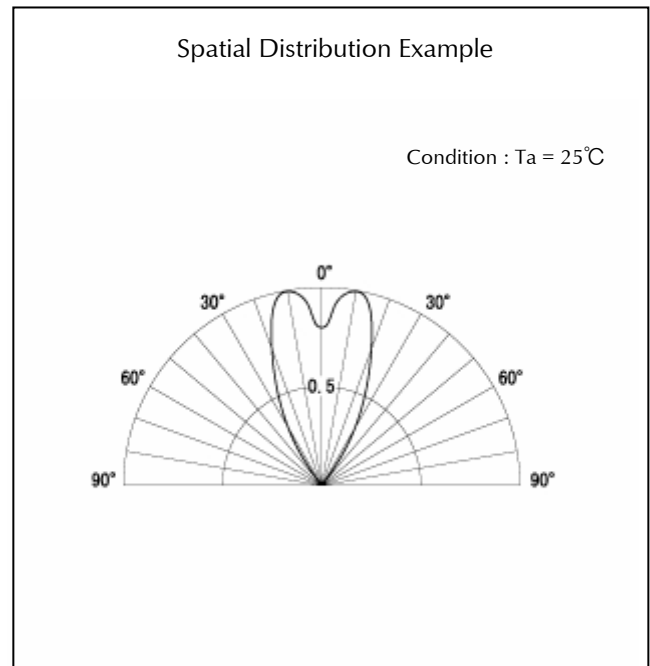 Spatial Distribution Example
Condition : Ta = 25℃
0°
30° 30°
60° 60°
0.5
90° 90°